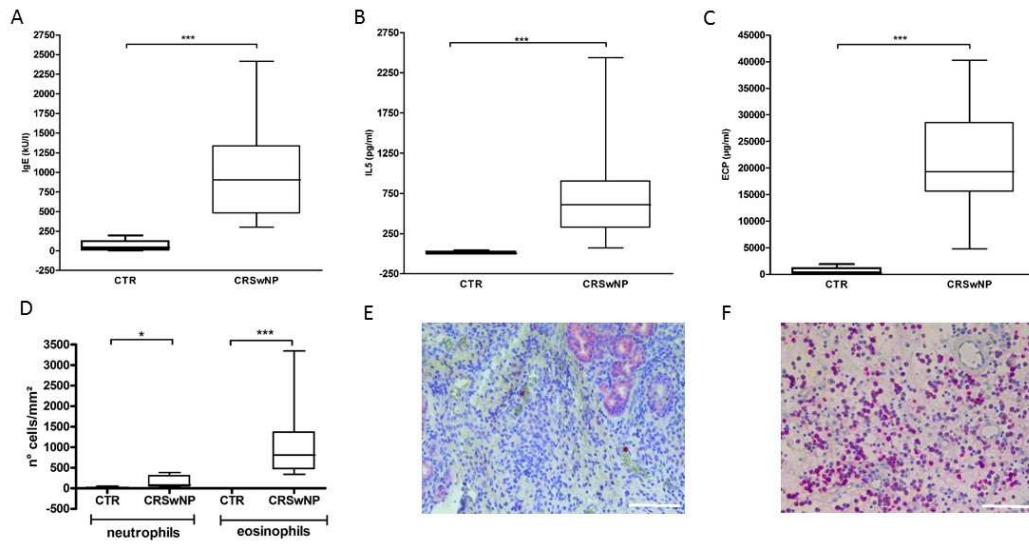 A
***
2750
2500
2250
2000
1750
1500
1250
1000
750
500
250
0
-250
IgE (kU/l)
CTR CRSwNP
B
***
2750
1750
1250
750
250
-250
IL5 (pg/ml)
CTR CRSwNP
C
***
45000
40000
35000
30000
25000
20000
15000
10000
5000
0
ECP (µg/ml)
CTR CRSwNP
D
* ***
3500
3000
2500
2000
1500
1000
500
0
-500
nº cells/mm²
CTR CRSwNP CTR CRSwNP
neutrophils eosinophils
E
F